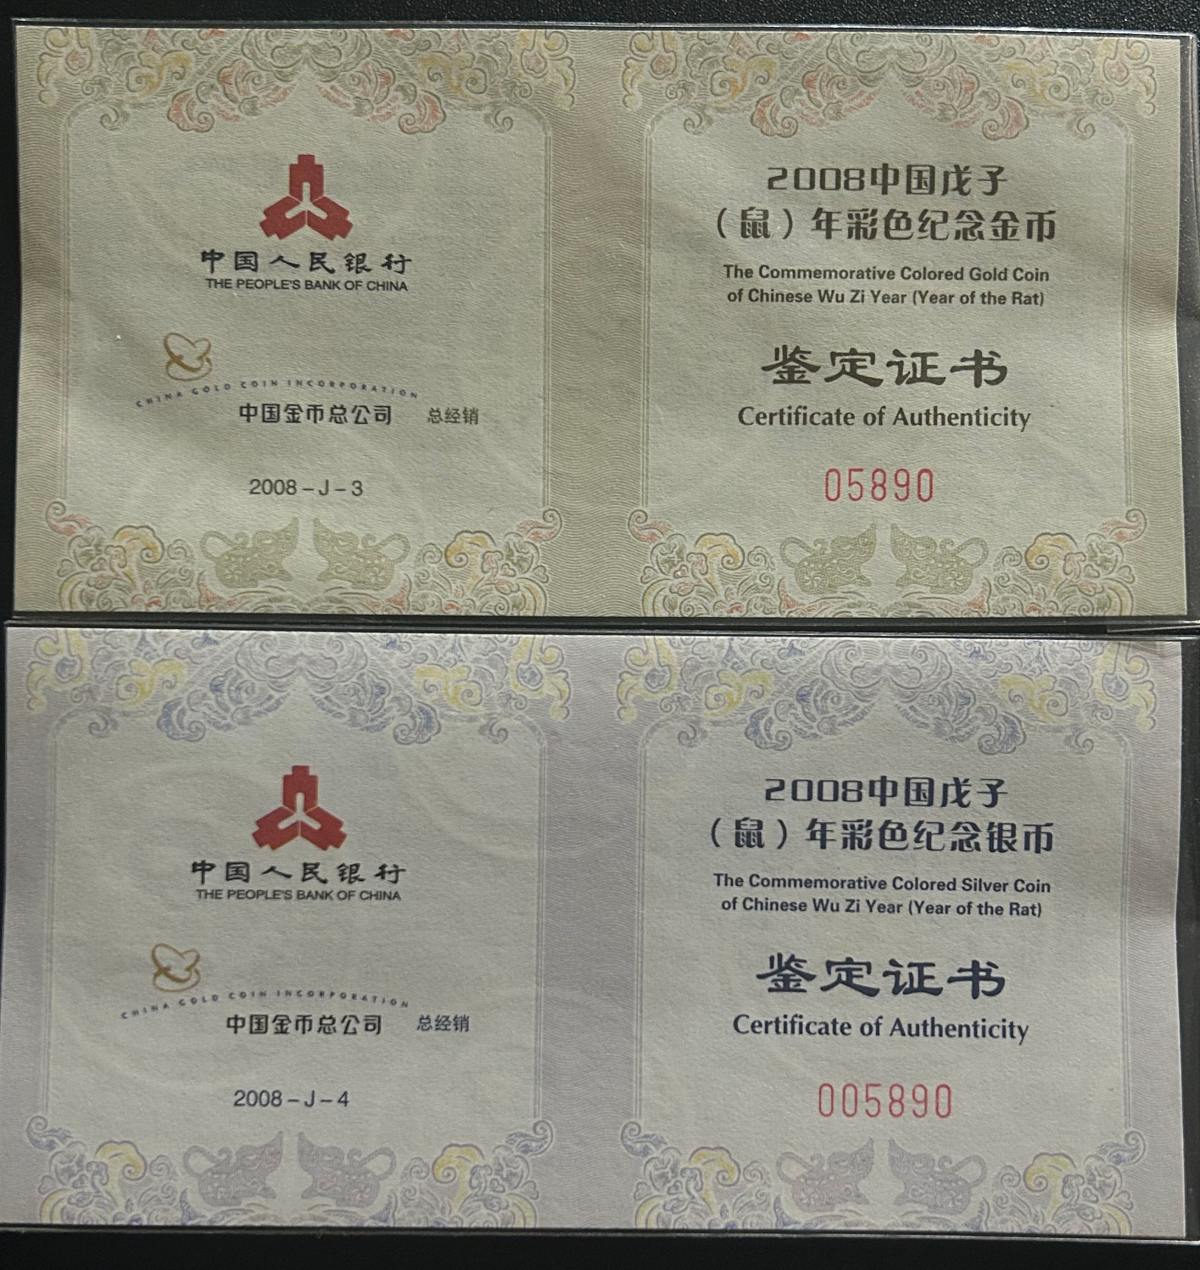 中国人民银行
THE PEOPLE'S BANK OF CHINA
CHINA GOLD COIN INCORPORATION
中国金币总公司 总经销
2008-J-3
2008中国戊子
（鼠）年彩色纪念金币
The Commemorative Colored Gold Coin
of Chinese Wu Zi Year (Year of the Rat)
鉴定证书
Certificate of Authenticity
05890
中国人民银行
THE PEOPLE'S BANK OF CHINA
CHINA GOLD COIN INCORPORATION
中国金币总公司 总经销
2008-J-4
2008中国戊子
（鼠）年彩色纪念银币
The Commemorative Colored Silver Coin
of Chinese Wu Zi Year (Year of the Rat)
鉴定证书
Certificate of Authenticity
005890